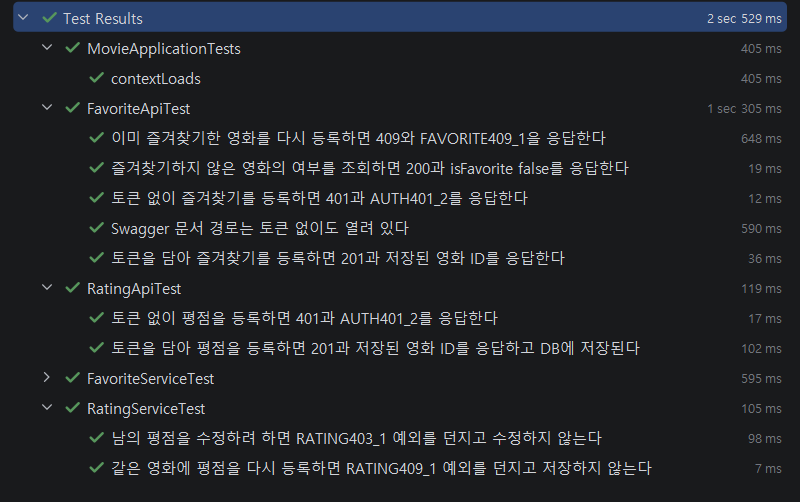 Test Results 2 sec 529 ms
MovieApplicationTests 405 ms
contextLoads 405 ms
FavoriteApiTest 1 sec 305 ms
이미 즐겨찾기한 영화를 다시 등록하면 409와 FAVORITE409_1을 응답한다 648 ms
즐겨찾기하지 않은 영화의 여부를 조회하면 200과 isFavorite false를 응답한다 19 ms
토큰 없이 즐겨찾기를 등록하면 401과 AUTH401_2를 응답한다 12 ms
Swagger 문서 경로는 토큰 없이도 열려 있다 590 ms
토큰을 담아 즐겨찾기를 등록하면 201과 저장된 영화 ID를 응답한다 36 ms
RatingApiTest 119 ms
토큰 없이 평점을 등록하면 401과 AUTH401_2를 응답한다 17 ms
토큰을 담아 평점을 등록하면 201과 저장된 영화 ID를 응답하고 DB에 저장된다 102 ms
FavoriteServiceTest 595 ms
RatingServiceTest 105 ms
남의 평점을 수정하려 하면 RATING403_1 예외를 던지고 수정하지 않는다 98 ms
같은 영화에 평점을 다시 등록하면 RATING409_1 예외를 던지고 저장하지 않는다 7 ms